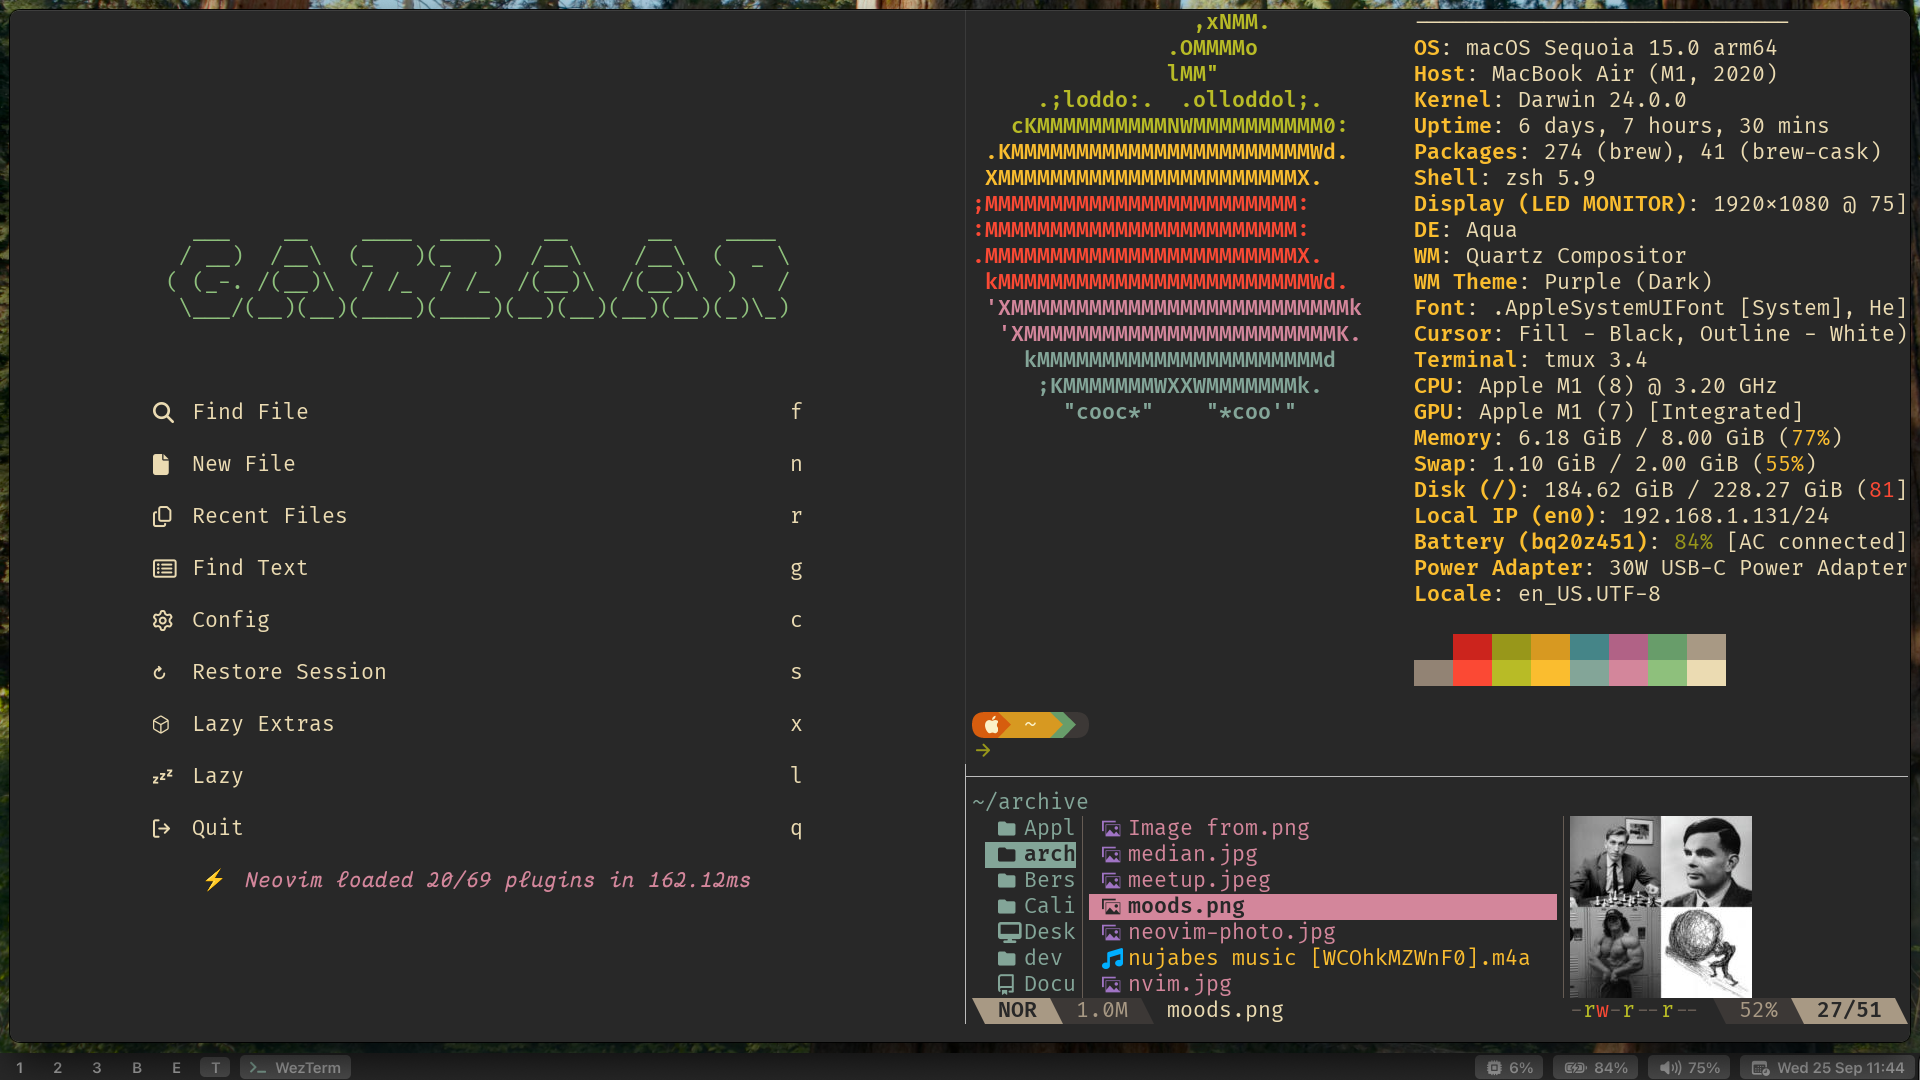 Find File f
New File n
Recent Files r
Find Text g
Config c
Restore Session s
Lazy Extras x
Lazy l
Quit q
Neovim loaded 20/69 plugins in 162.12ms
,xNMM.
.OMMMMo
lMM"
.;loddo:. .olloddol;.
cKMMMMMMMMMMNWMMMMMMMMMM0:
.KMMMMMMMMMMMMMMMMMMMMMMMWd.
XMMMMMMMMMMMMMMMMMMMMMMMX.
;MMMMMMMMMMMMMMMMMMMMMMMM:
:MMMMMMMMMMMMMMMMMMMMMMMM:
.MMMMMMMMMMMMMMMMMMMMMMMMX.
kMMMMMMMMMMMMMMMMMMMMMMMMWd.
'XMMMMMMMMMMMMMMMMMMMMMMMMMMk
'XMMMMMMMMMMMMMMMMMMMMMMMMK.
kMMMMMMMMMMMMMMMMMMMMMMd
;KMMMMMMMWXXWMMMMMMMk.
"cooc*" "*coo'"
OS: macOS Sequoia 15.0 arm64
Host: MacBook Air (M1, 2020)
Kernel: Darwin 24.0.0
Uptime: 6 days, 7 hours, 30 mins
Packages: 274 (brew), 41 (brew-cask)
Shell: zsh 5.9
Display (LED MONITOR): 1920×1080 @ 75]
DE: Aqua
WM: Quartz Compositor
WM Theme: Purple (Dark)
Font: .AppleSystemUIFont [System], He]
Cursor: Fill - Black, Outline - White)
Terminal: tmux 3.4
CPU: Apple M1 (8) @ 3.20 GHz
GPU: Apple M1 (7) [Integrated]
Memory: 6.18 GiB / 8.00 GiB (77%)
Swap: 1.10 GiB / 2.00 GiB (55%)
Disk (/): 184.62 GiB / 228.27 GiB (81]
Local IP (en0): 192.168.1.131/24
Battery (bq20z451): 84% [AC connected]
Power Adapter: 30W USB-C Power Adapter
Locale: en_US.UTF-8
~
→
~/archive
Appl Image from.png
arch median.jpg
Bers meetup.jpeg
Cali moods.png
Desk neovim-photo.jpg
dev nujabes music [WCOhkMZWnF0].m4a
Docu nvim.jpg
NOR 1.0M moods.png -rw-r--r-- 52% 27/51
1 2 3 B E T WezTerm 6% 84% 75% Wed 25 Sep 11:44